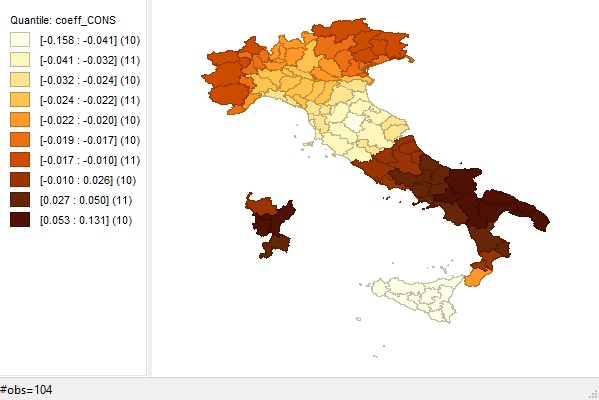 Quantile: coeff_CONS
[-0.158 : -0.041] (10)
[-0.041 : -0.032] (11)
[-0.032 : -0.024] (10)
[-0.024 : -0.022] (11)
[-0.022 : -0.020] (10)
[-0.019 : -0.017] (10)
[-0.017 : -0.010] (11)
[-0.010 : 0.026] (10)
[0.027 : 0.050] (11)
[0.053 : 0.131] (10)
#obs=104